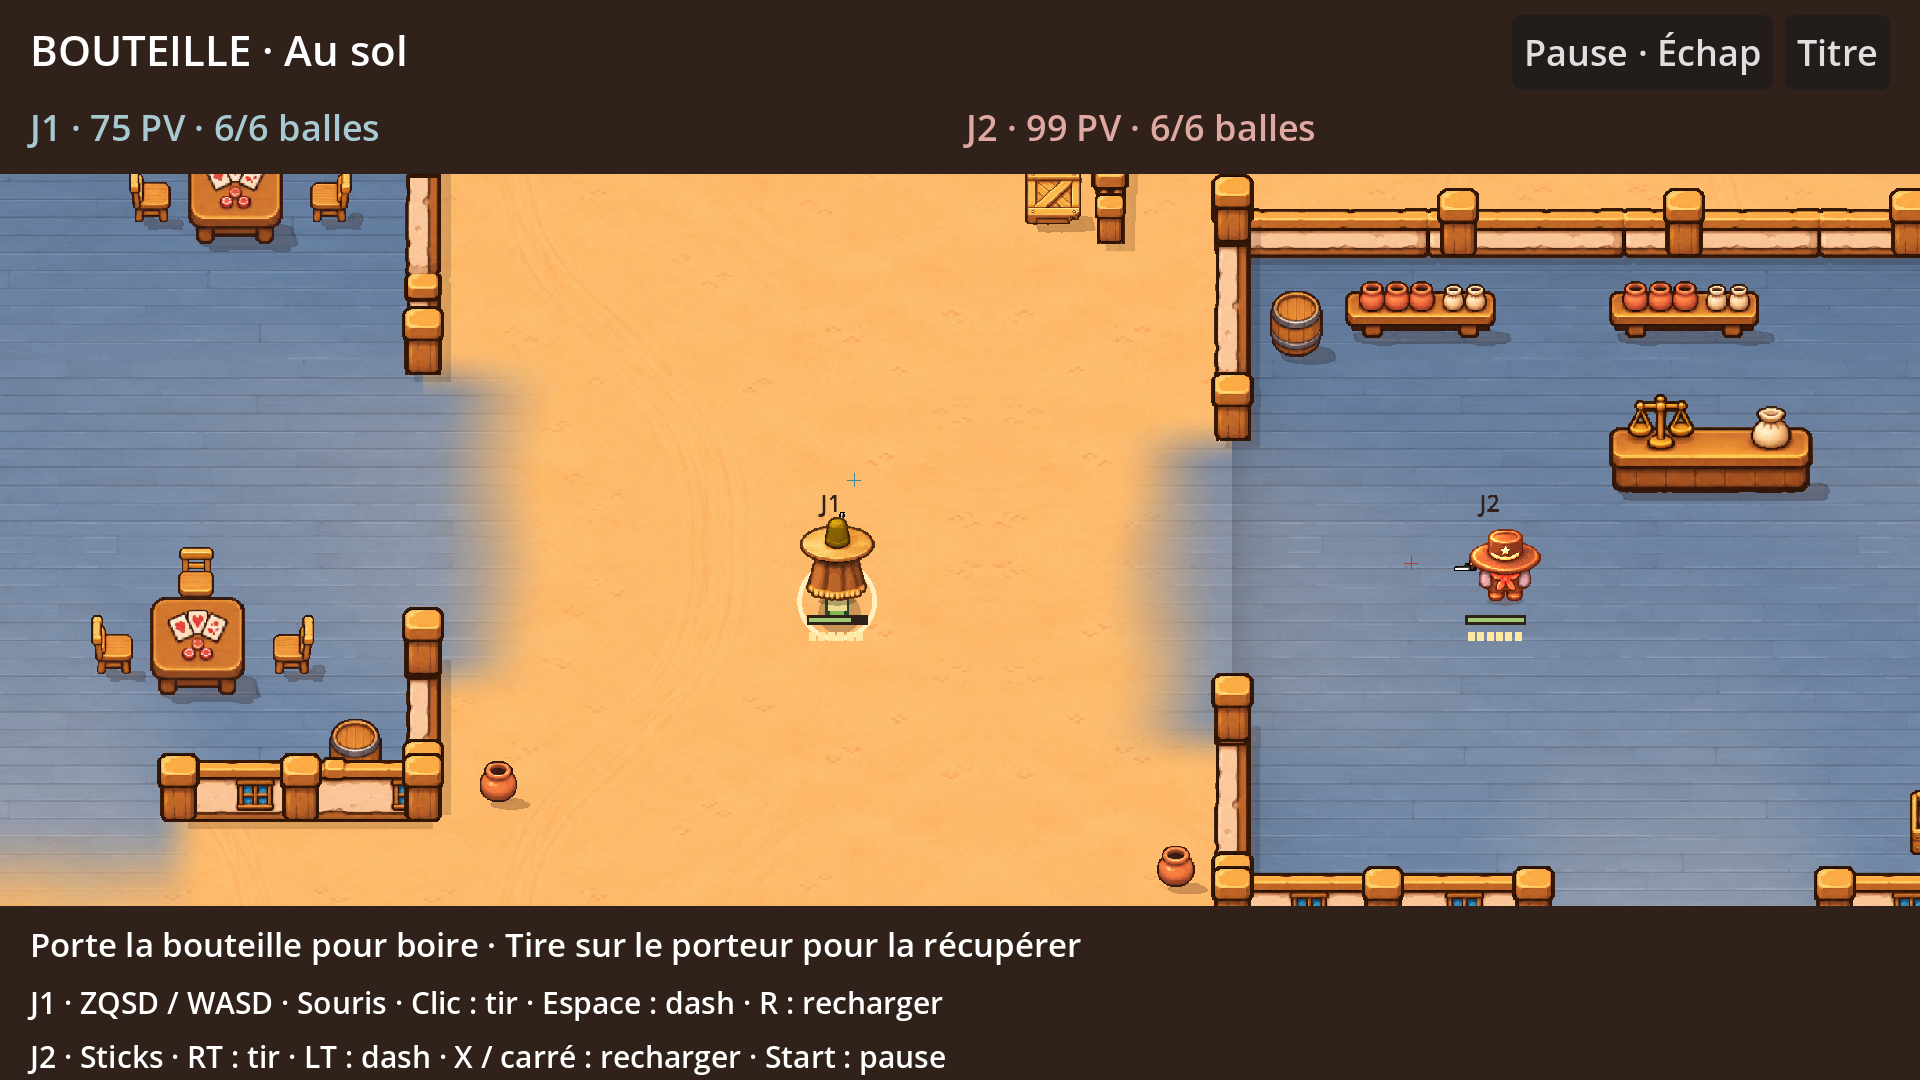 BOUTEILLE · Au sol
Pause · Échap
Titre
J1 · 75 PV · 6/6 balles
J2 · 99 PV · 6/6 balles
J1
J2
Porte la bouteille pour boire · Tire sur le porteur pour la récupérer
J1 · ZQSD / WASD · Souris · Clic : tir · Espace : dash · R : recharger
J2 · Sticks · RT : tir · LT : dash · X / carré : recharger · Start : pause